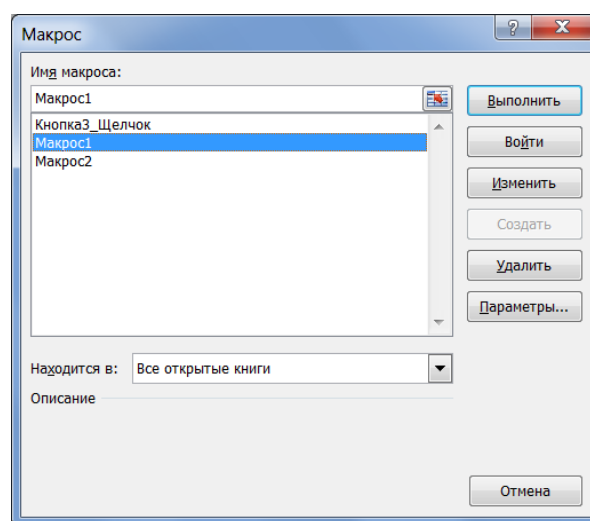 Макрос
Имя макроса:
Макрос1
Выполнить
Кнопка3_Щелчок
Макрос1
Макрос2
Войти
Изменить
Создать
Удалить
Параметры...
Находится в: Все открытые книги
Описание
Отмена